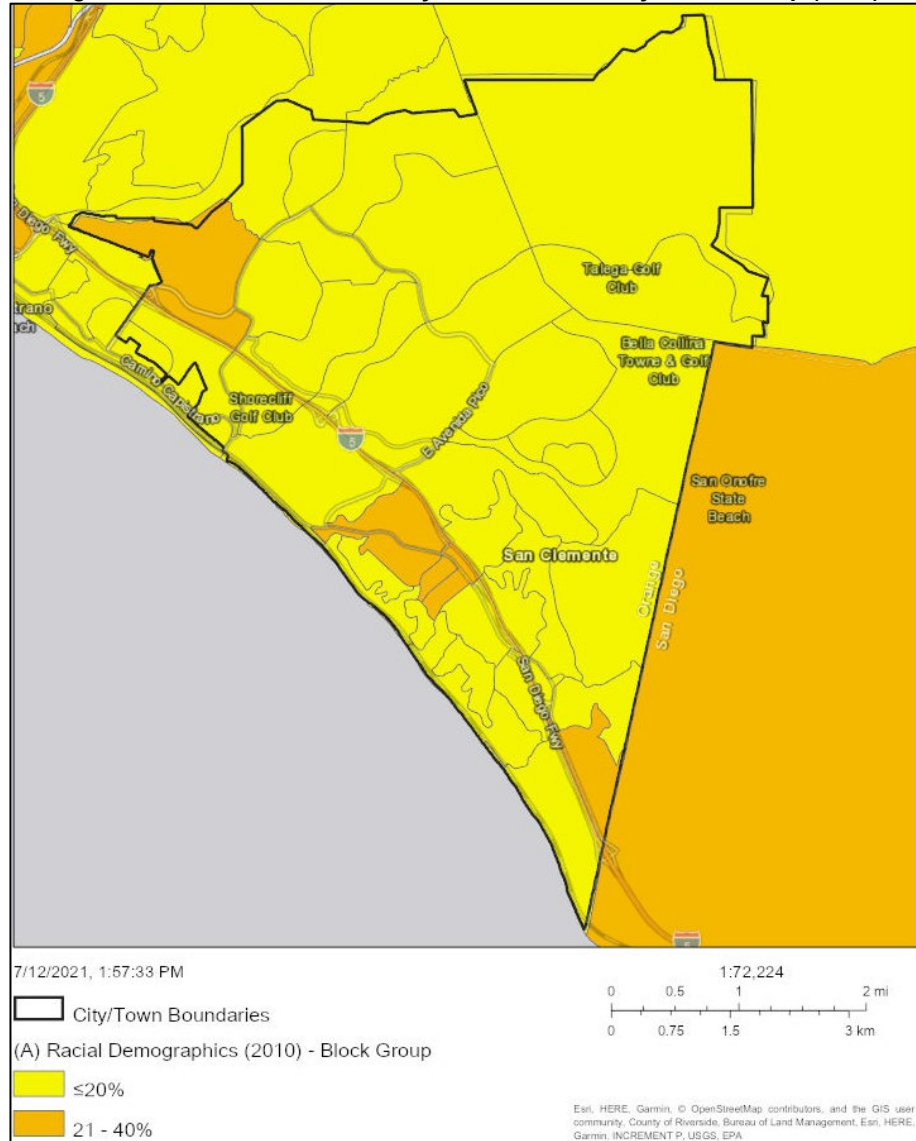 5
n Diego Fwy
trano
ch
Camino Capistrano
Shorecliff
Golf Club
5
E Avenida Pico
Talega Golf
Club
Bella Collina
Towne & Golf
Club
San Onofre
State
Beach
San Clemente
Orange
San Diego
San Diego Fwy
5
7/12/2021, 1:57:33 PM
1:72,224
0 0.5 1 2 mi
0 0.75 1.5 3 km
City/Town Boundaries
(A) Racial Demographics (2010) - Block Group
≤20%
21 - 40%
Esri, HERE, Garmin, © OpenStreetMap contributors, and the GIS user
community, County of Riverside, Bureau of Land Management, Esri, HERE,
Garmin, INCREMENT P, USGS, EPA